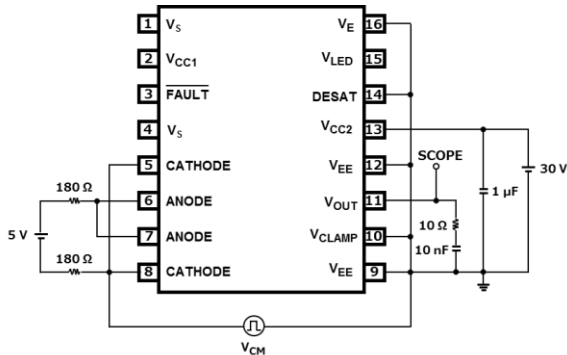 1 VS
2 VCC1
3 FAULT
4 VS
5 CATHODE
6 ANODE
7 ANODE
8 CATHODE
VE 16
VLED 15
DESAT 14
VCC2 13
VEE 12
VOUT 11
VCLAMP 10
VEE 9
180 Ω
5 V
180 Ω
SCOPE
10 Ω
10 nF
1 µF
30 V
VCM